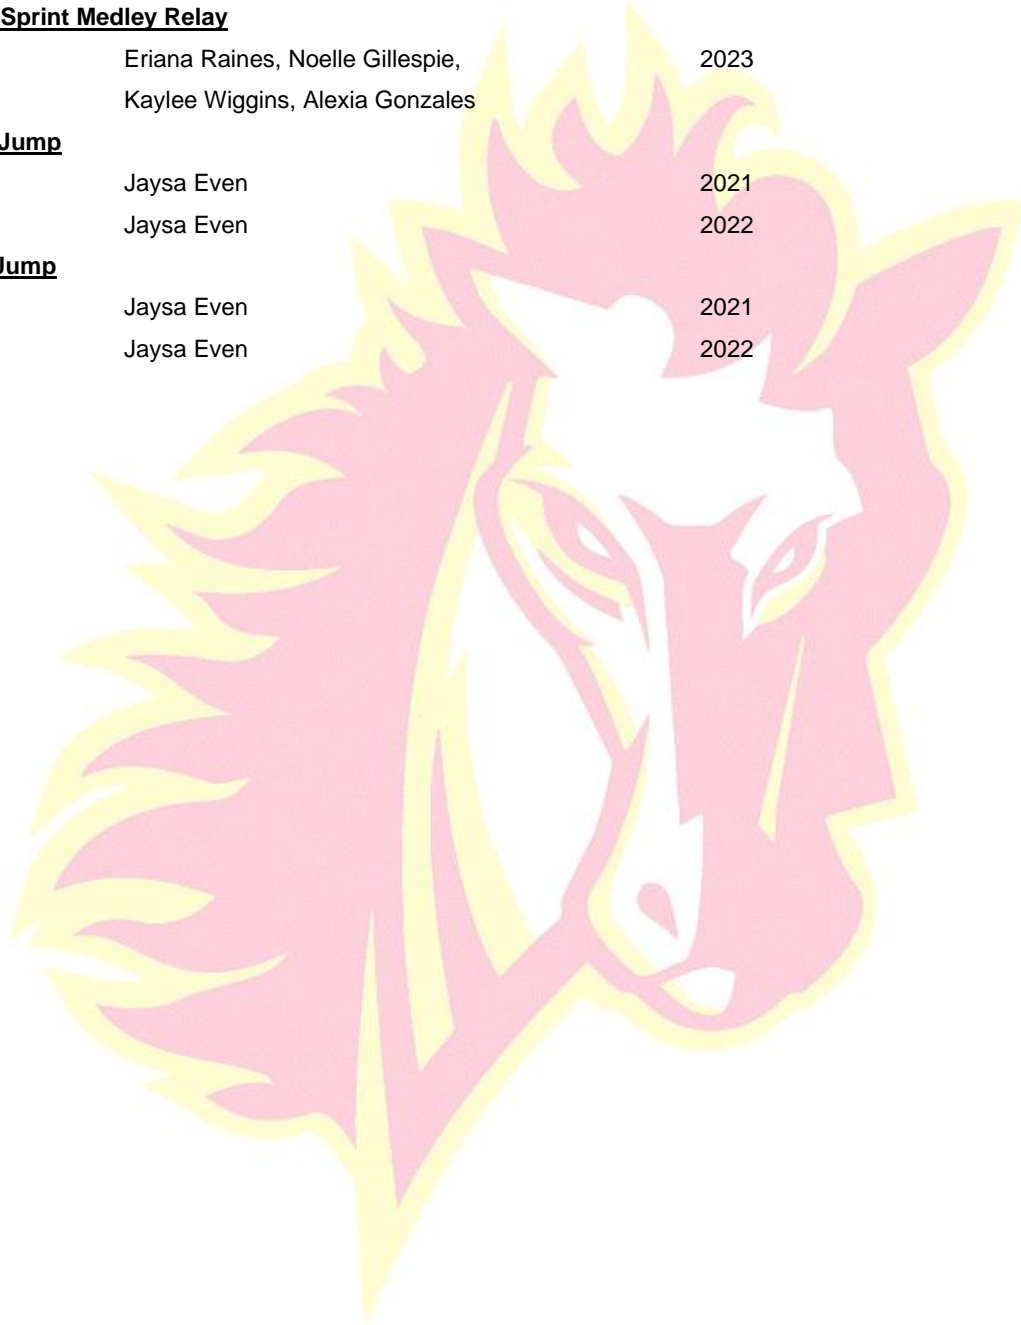 Sprint Medley Relay
Eriana Raines, Noelle Gillespie, 2023
Kaylee Wiggins, Alexia Gonzales
Jump
Jaysa Even 2021
Jaysa Even 2022
Jump
Jaysa Even 2021
Jaysa Even 2022